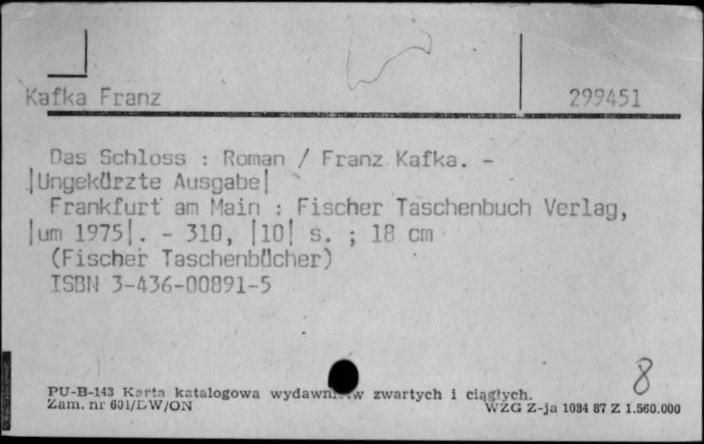 Kafka Franz 299451
Das Schloss : Roman / Franz Kafka. -
|Ungekürzte Ausgabe|
Frankfurt am Main : Fischer Taschenbuch Verlag,
|um 1975|. - 310, |10| s. ; 18 cm
(Fischer Taschenbücher)
ISBN 3-436-00891-5
8
PU-B-143 Karta katalogowa wydawnictw zwartych i ciągłych.
Zam. nr 601/DW/ON WZG Z-ja 1034 87 Z 1.560.000